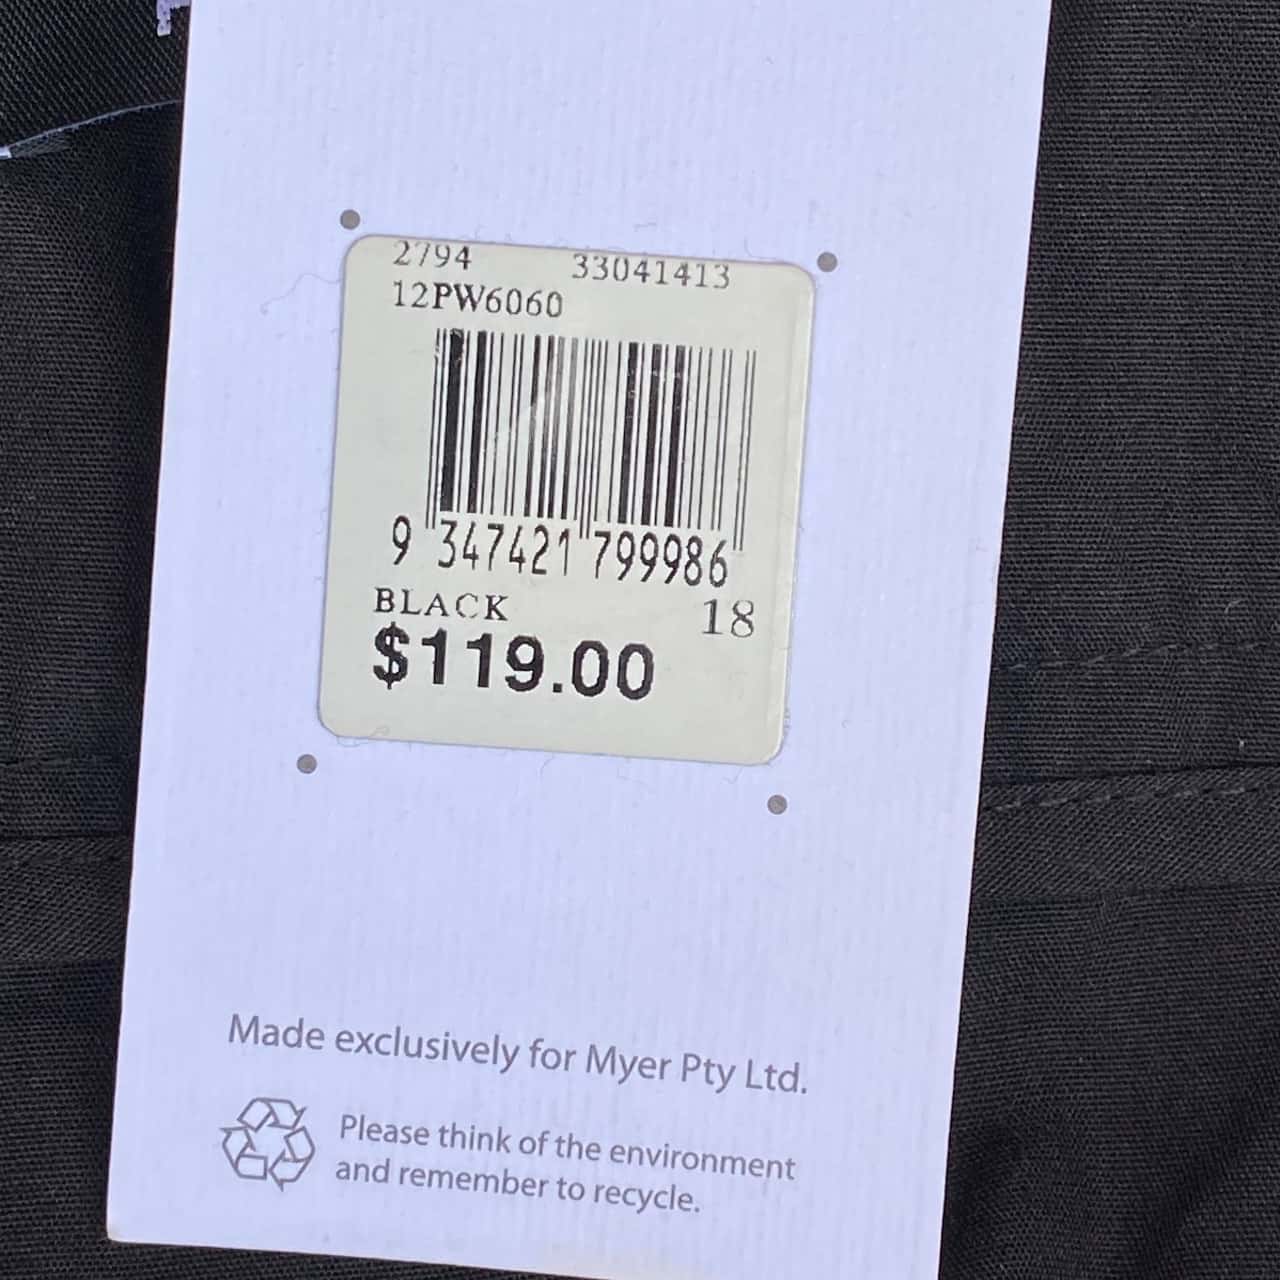 2794 33041413
12PW6060
9 347421 799986
BLACK 18
$119.00
Made exclusively for Myer Pty Ltd.
Please think of the environment
and remember to recycle.